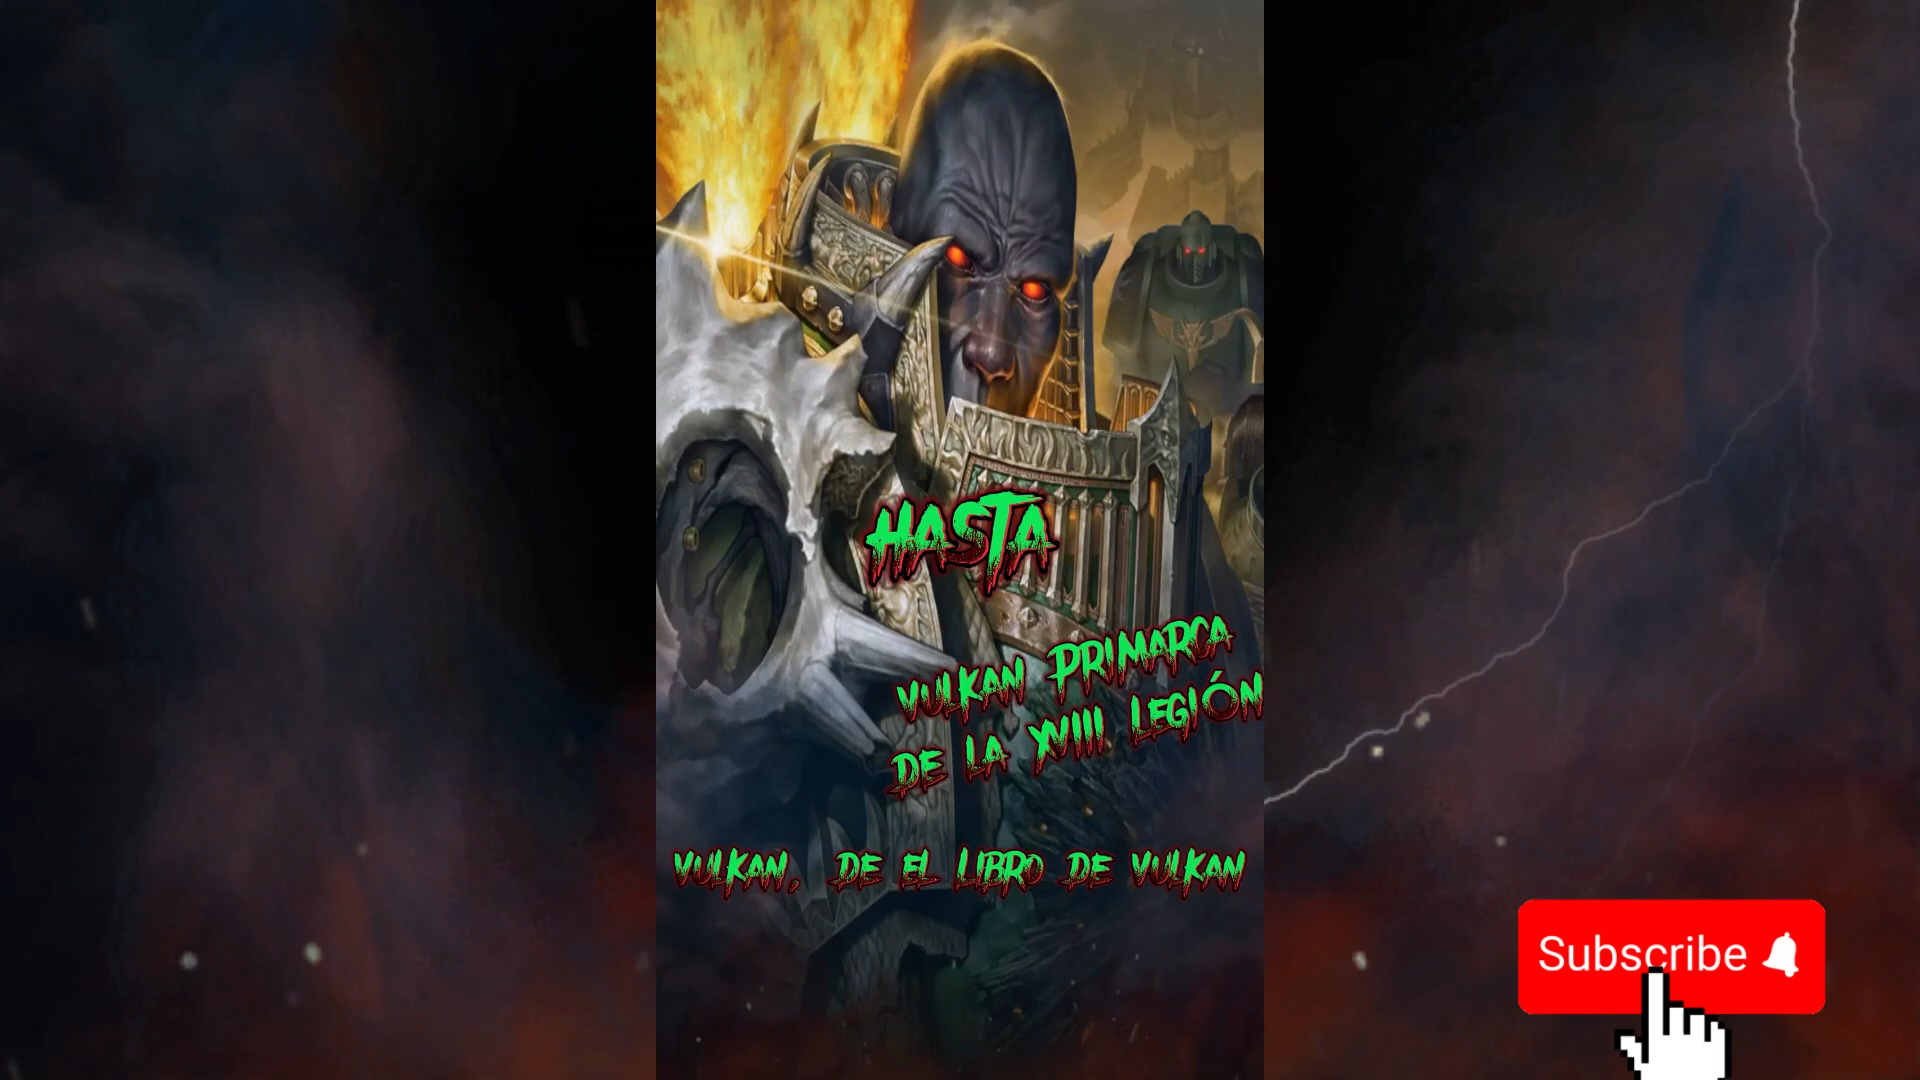 HASTA
VULKAN PRIMARCA
DE LA XVIII LEGIÓN
VULKAN, DE EL LIBRO DE VULKAN
Subscribe